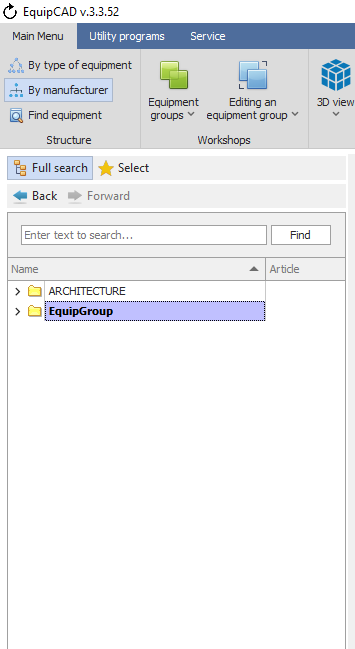 EquipCAD v.3.3.52
Main Menu Utility programs Service
By type of equipment
By manufacturer
Find equipment
Structure
Equipment groups
Editing an equipment group
Workshops
3D view
Full search Select
Back Forward
Enter text to search... Find
Name Article
ARCHITECTURE
EquipGroup